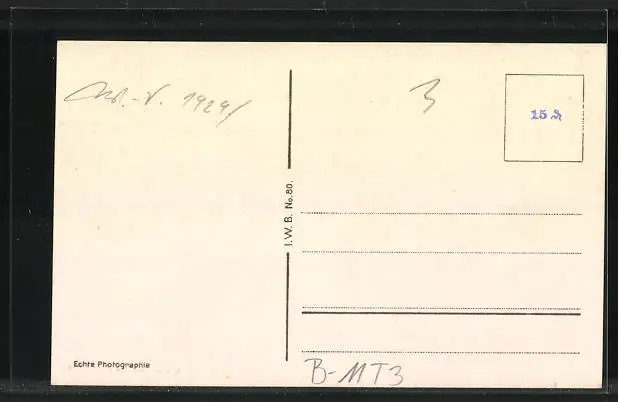 1929/
3
15 ₰
I.W.B. No. 80.
Echte Photographie
B-MT3